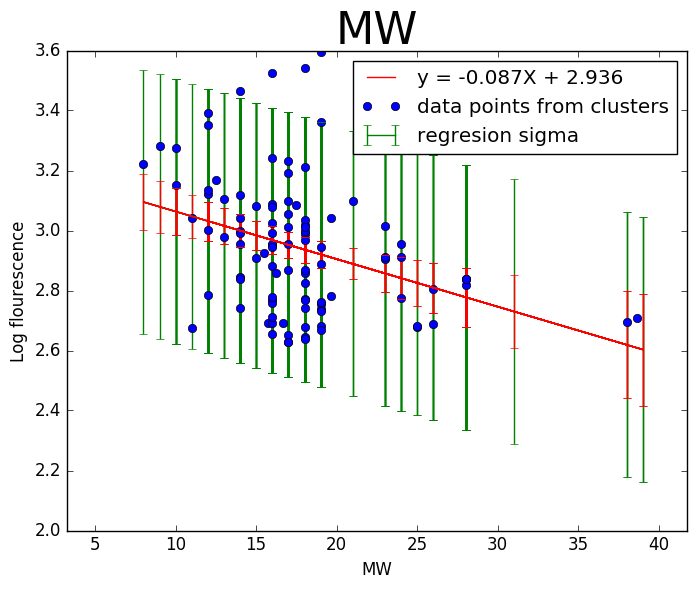 MW
y = -0.087X + 2.936
data points from clusters
regresion sigma
Log flourescence
3.6
3.4
3.2
3.0
2.8
2.6
2.4
2.2
2.0
5 10 15 20 25 30 35 40
MW